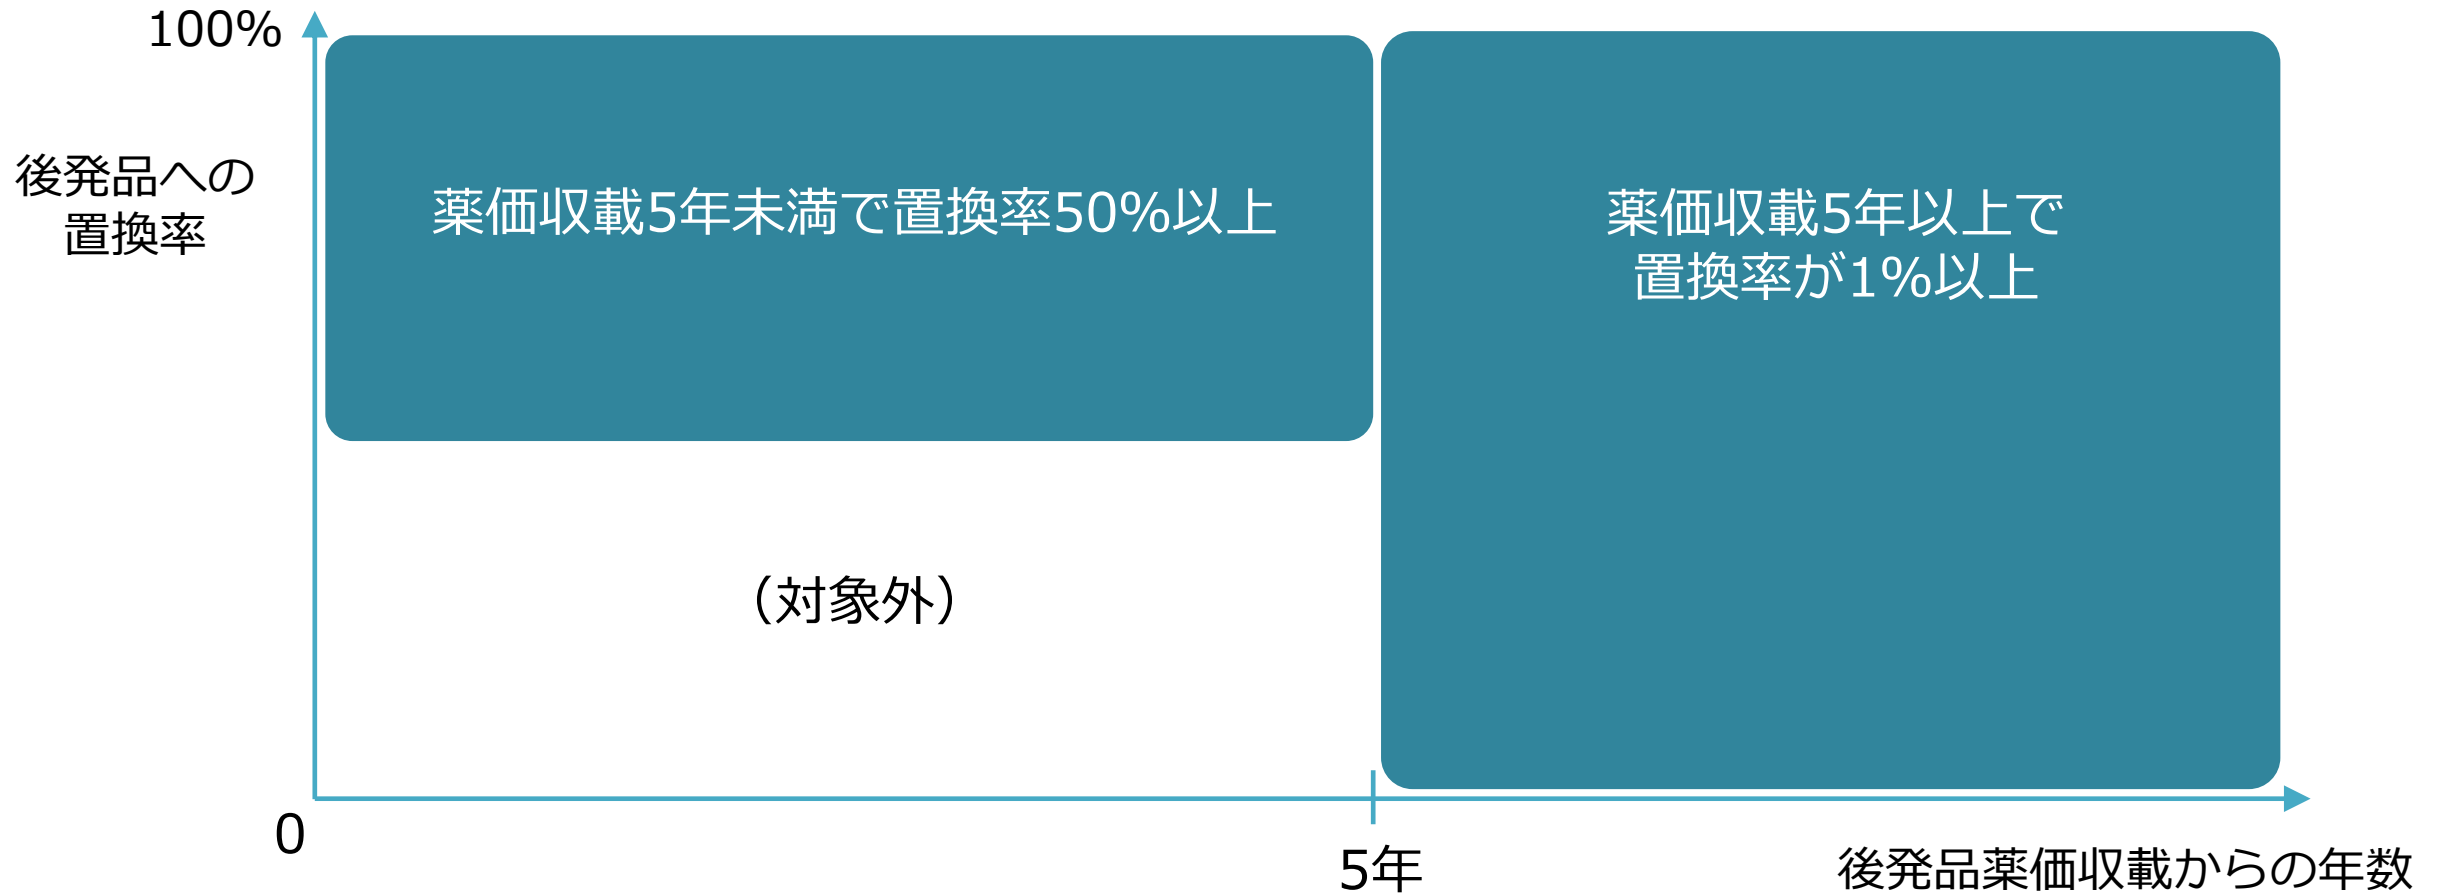 100%
後発品への
置換率
薬価収載5年未満で置換率50%以上
薬価収載5年以上で
置換率が1%以上
（対象外）
0
5年
後発品薬価収載からの年数